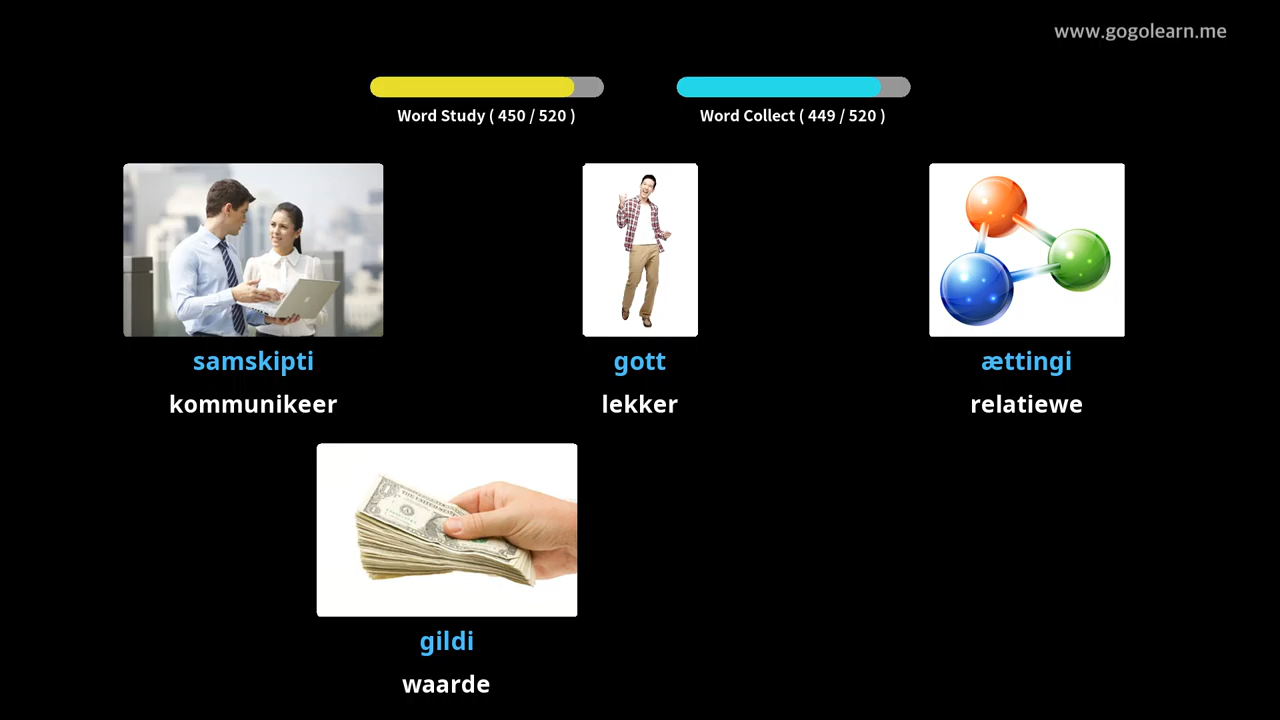 www.gogolearn.me
Word Study ( 450 / 520 )
Word Collect ( 449 / 520 )
samskipti
kommunikeer
gott
lekker
ættingi
relatiewe
gildi
waarde